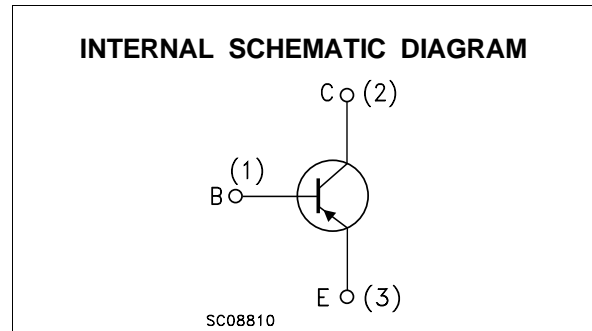 INTERNAL SCHEMATIC DIAGRAM
C (2)
(1)
B
E (3)
SC08810